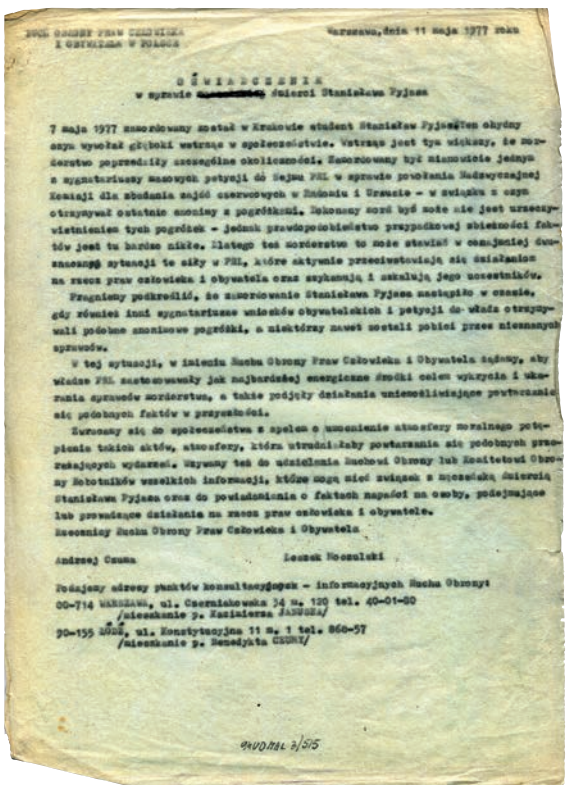 RUCH OBRONY PRAW CZŁOWIEKA
I OBYWATELA W POLSCE
Warszawa,dnia 11 maja 1977 roku
OŚWIADCZENIE
w sprawie śmierci Stanisława Pyjasa
7 maja 1977 zamordowany został w Krakowie student Stanisław Pyjas.Ten ohydny
czyn wywołał głęboki wstrząs w społeczeństwie. Wstrząs jest tym większy, że mor-
derstwo poprzedziły szczególne okoliczności. Zamordowany był mianowicie jednym
z sygnatariuszy masowych petycji do Sejmu PRL w sprawie powołania Nadzwyczajnej
Komisji dla zbadania zajść czerwcowych w Radomiu i Ursusie - w związku z czym
otrzymywał ostatnio anonimy z pogróżkami. Dokonany mord być może nie jest urzeczy-
wistnieniem tych pogróżek - jednak prawdopodobieństwo przypadkowej zbieżności fak-
tów jest tu bardzo nikłe. Dlatego też morderstwo to może stawiać w co najmniej dwu-
znacznej sytuacji te siły w PRL, które aktywnie przeciwstawiają się działaniom
na rzecz praw człowieka i obywatela oraz szykanują i szkalują jego uczestników.
Pragniemy podkreślić, że zamordowanie Stanisława Pyjasa nastąpiło w czasie,
gdy również inni sygnatariusze wniosków obywatelskich i petycji do władz otrzymy-
wali podobne anonimowe pogróżki, a niektórzy nawet zostali pobici przez nieznanych
sprawców.
W tej sytuacji, w imieniu Ruchu Obrony Praw Człowieka i Obywatela żądamy, aby
władze PRL zastosowały jak najbardziej energiczne środki celem wykrycia i uka-
rania sprawców morderstwa, a także podjęły działania uniemożliwiające powtarzanie
się podobnych faktów w przyszłości.
Zwracamy się do społeczeństwa z apelem o umocnienie atmosfery moralnego potę-
pienia takich aktów, atmosfery, która utrudniałaby powtarzanie się podobnych prze-
rażających wydarzeń. Wzywamy też do udzielania Ruchowi Obrony lub Komitetowi Obro-
ny Robotników wszelkich informacji, które mogą mieć związek z męczeńską śmiercią
Stanisława Pyjasa oraz do powiadamiania o faktach napaści na osoby, podejmujące
lub prowadzące działania na rzecz praw człowieka i obywatela.
Rzecznicy Ruchu Obrony Praw Człowieka i Obywatela
Andrzej Czuma Leszek Moczulski
Podajemy adresy punktów konsultacyjnych - informacyjnych Ruchu Obrony:
00-714 WARSZAWA, ul. Czerniakowska 34 m. 120 tel. 40-01-80
/mieszkanie p. Kazimierza JANUSZA/
90-155 ŁÓDŹ, ul. Konstytucyjna 11 m. 1 tel. 868-57
/mieszkanie p. Benedykta CZUMY/